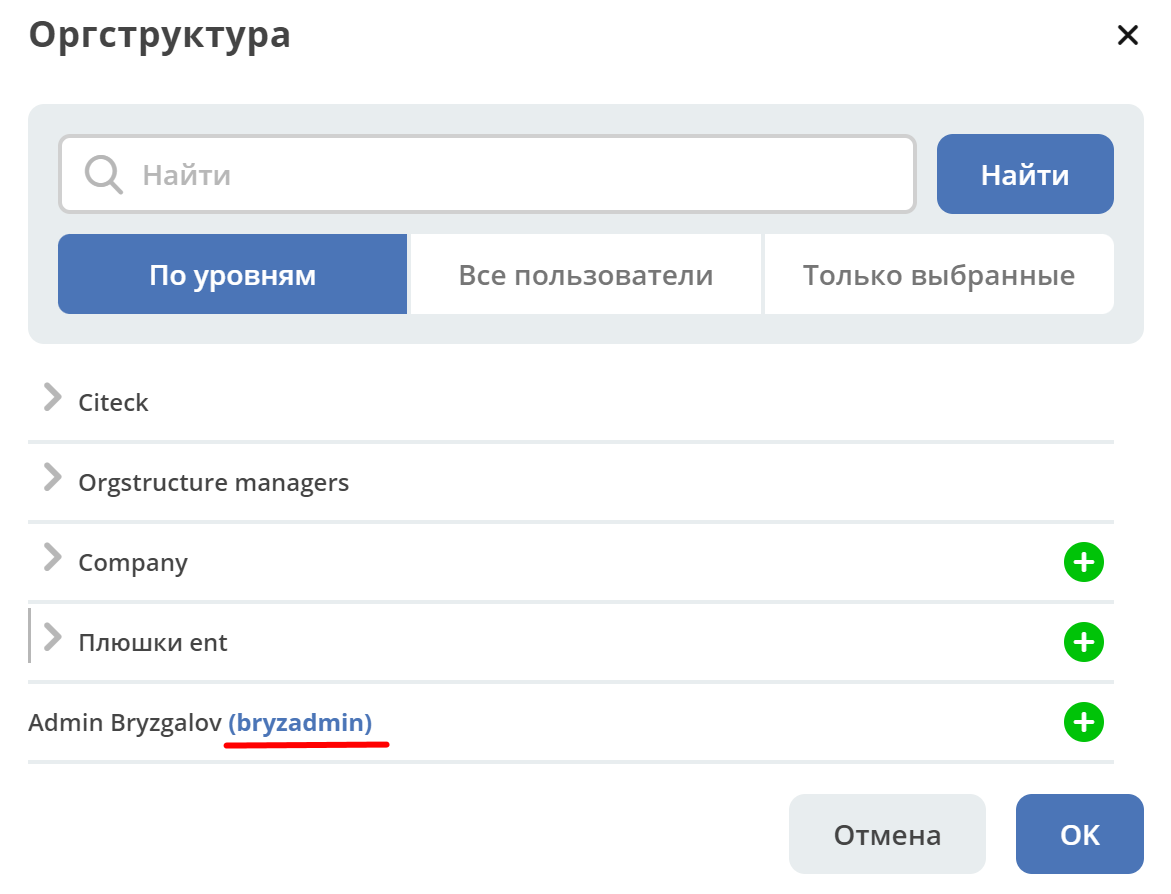 Оргструктура
Найти
Найти
По уровням
Все пользователи
Только выбранные
Citeck
Orgstructure managers
Company
Плюшки ent
Admin Bryzgalov (bryzadmin)
Отмена
OK